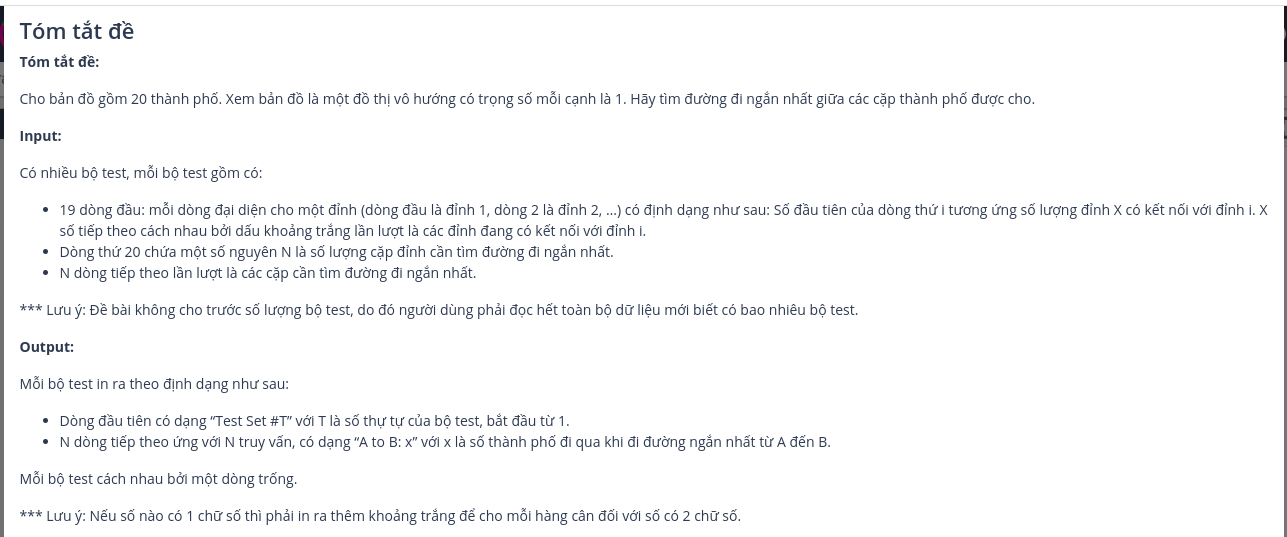 Tóm tắt đề
Tóm tắt đề:
Cho bản đồ gồm 20 thành phố. Xem bản đồ là một đồ thị vô hướng có trọng số mỗi cạnh là 1. Hãy tìm đường đi ngắn nhất giữa các cặp thành phố được cho.
Input:
Có nhiều bộ test, mỗi bộ test gồm có:
• 19 dòng đầu: mỗi dòng đại diện cho một đỉnh (dòng đầu là đỉnh 1, dòng 2 là đỉnh 2, ...) có định dạng như sau: Số đầu tiên của dòng thứ i tương ứng số lượng đỉnh X có kết nối với đỉnh i. X
số tiếp theo cách nhau bởi dấu khoảng trắng lần lượt là các đỉnh đang có kết nối với đỉnh i.
• Dòng thứ 20 chứa một số nguyên N là số lượng cặp đỉnh cần tìm đường đi ngắn nhất.
• N dòng tiếp theo lần lượt là các cặp cần tìm đường đi ngắn nhất.
*** Lưu ý: Đề bài không cho trước số lượng bộ test, do đó người dùng phải đọc hết toàn bộ dữ liệu mới biết có bao nhiêu bộ test.
Output:
Mỗi bộ test in ra theo định dạng như sau:
• Dòng đầu tiên có dạng “Test Set #T” với T là số thự tự của bộ test, bắt đầu từ 1.
• N dòng tiếp theo ứng với N truy vấn, có dạng “A to B: x” với x là số thành phố đi qua khi đi đường ngắn nhất từ A đến B.
Mỗi bộ test cách nhau bởi một dòng trống.
*** Lưu ý: Nếu số nào có 1 chữ số thì phải in ra thêm khoảng trắng để cho mỗi hàng cân đối với số có 2 chữ số.